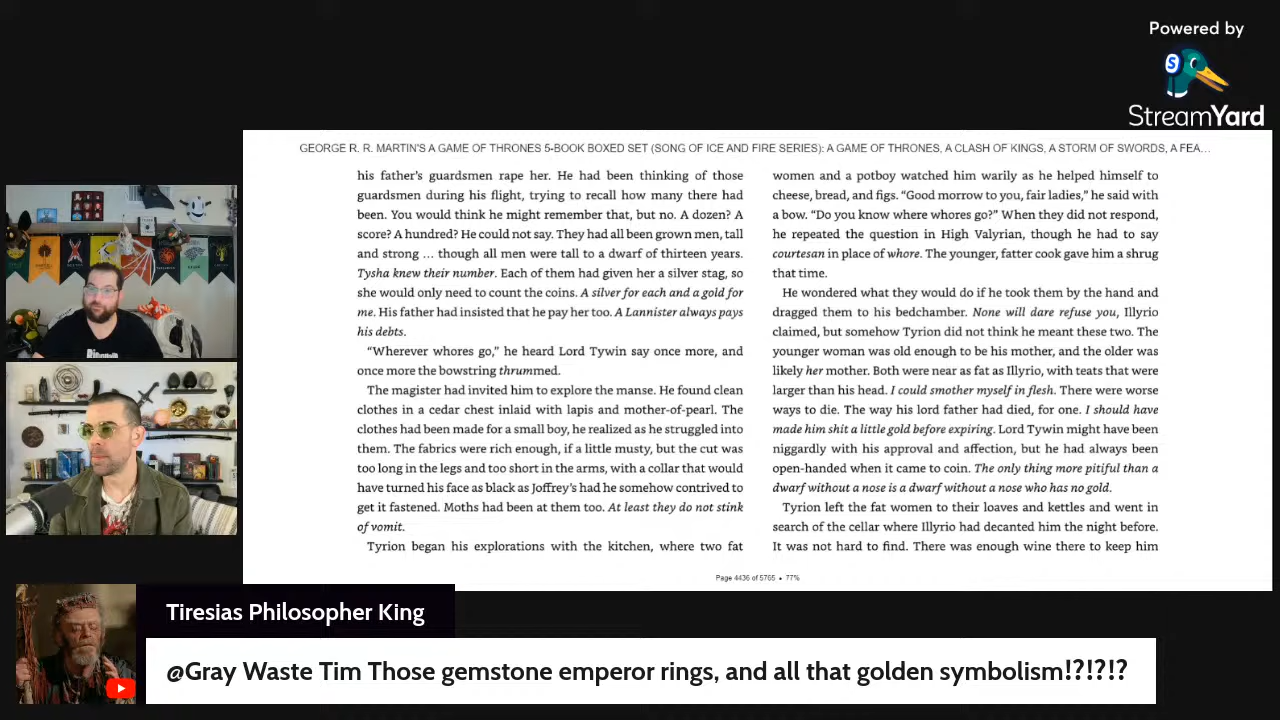 Powered by
S
StreamYard
GEORGE R. R. MARTIN'S A GAME OF THRONES 5-BOOK BOXED SET (SONG OF ICE AND FIRE SERIES): A GAME OF THRONES, A CLASH OF KINGS, A STORM OF SWORDS, A FEA…
his father's guardsmen rape her. He had been thinking of those
guardsmen during his flight, trying to recall how many there had
been. You would think he might remember that, but no. A dozen? A
score? A hundred? He could not say. They had all been grown men, tall
and strong … though all men were tall to a dwarf of thirteen years.
Tysha knew their number. Each of them had given her a silver stag, so
she would only need to count the coins. A silver for each and a gold for
me. His father had insisted that he pay her too. A Lannister always pays
his debts.
“Wherever whores go,” he heard Lord Tywin say once more, and
once more the bowstring thrummed.
The magister had invited him to explore the manse. He found clean
clothes in a cedar chest inlaid with lapis and mother-of-pearl. The
clothes had been made for a small boy, he realized as he struggled into
them. The fabrics were rich enough, if a little musty, but the cut was
too long in the legs and too short in the arms, with a collar that would
have turned his face as black as Joffrey's had he somehow contrived to
get it fastened. Moths had been at them too. At least they do not stink
of vomit.
Tyrion began his explorations with the kitchen, where two fat
women and a potboy watched him warily as he helped himself to
cheese, bread, and figs. “Good morrow to you, fair ladies,” he said with
a bow. “Do you know where whores go?” When they did not respond,
he repeated the question in High Valyrian, though he had to say
courtesan in place of whore. The younger, fatter cook gave him a shrug
that time.
He wondered what they would do if he took them by the hand and
dragged them to his bedchamber. None will dare refuse you, Illyrio
claimed, but somehow Tyrion did not think he meant these two. The
younger woman was old enough to be his mother, and the older was
likely her mother. Both were near as fat as Illyrio, with teats that were
larger than his head. I could smother myself in flesh. There were worse
ways to die. The way his lord father had died, for one. I should have
made him shit a little gold before expiring. Lord Tywin might have been
niggardly with his approval and affection, but he had always been
open-handed when it came to coin. The only thing more pitiful than a
dwarf without a nose is a dwarf without a nose who has no gold.
Tyrion left the fat women to their loaves and kettles and went in
search of the cellar where Illyrio had decanted him the night before.
It was not hard to find. There was enough wine there to keep him
Page 4436 of 5765 • 77%
Tiresias Philosopher King
@Gray Waste Tim Those gemstone emperor rings, and all that golden symbolism!?!?!?